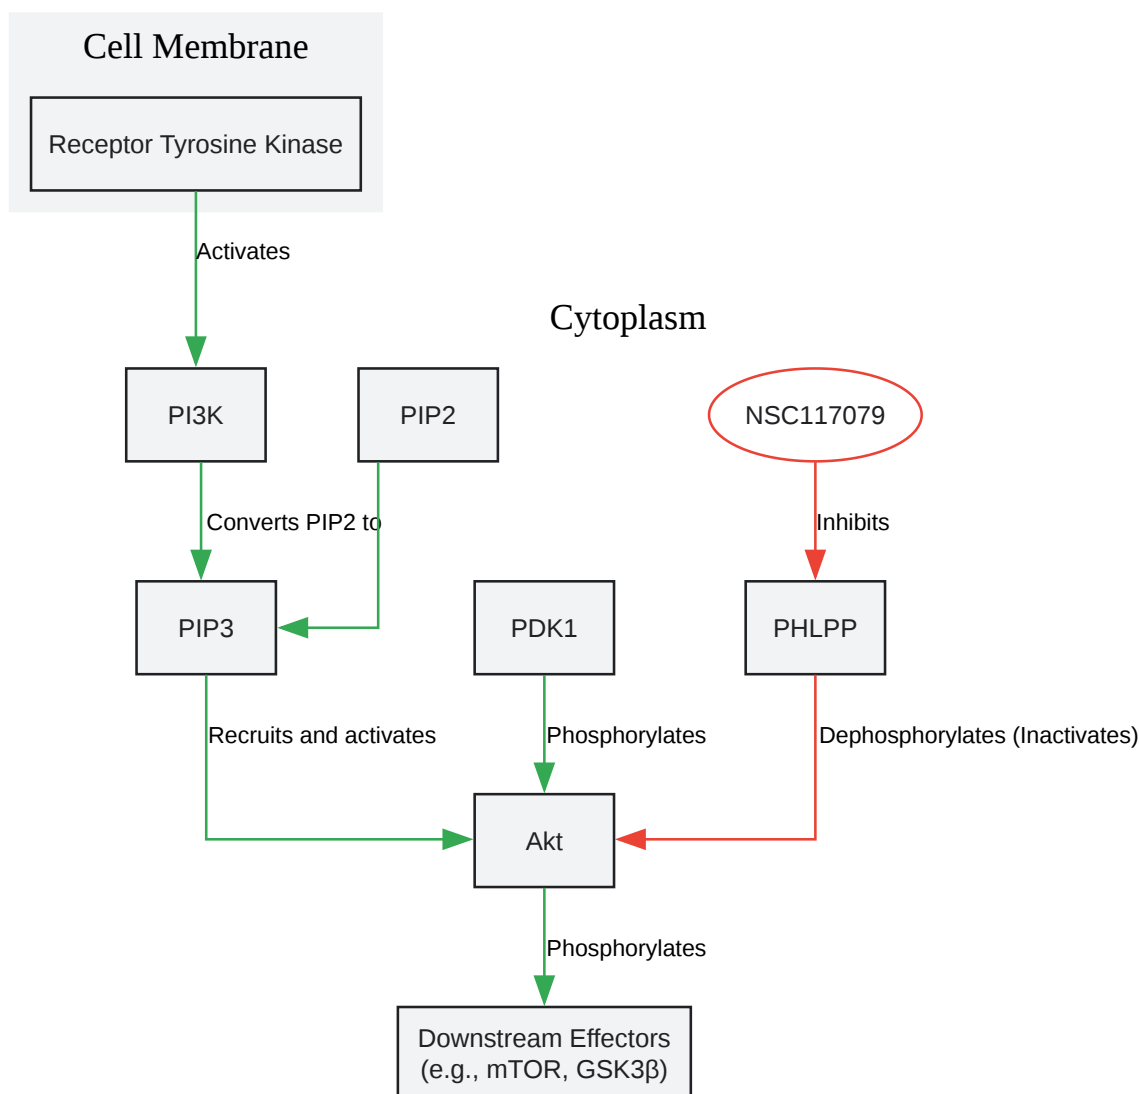 Cell Membrane
Receptor Tyrosine Kinase
Activates
Cytoplasm
PI3K
PIP2
NSC117079
Converts PIP2 to
Inhibits
PIP3
PDK1
PHLPP
Recruits and activates
Phosphorylates
Dephosphorylates (Inactivates)
Akt
Phosphorylates
Downstream Effectors
(e.g., mTOR, GSK3β)